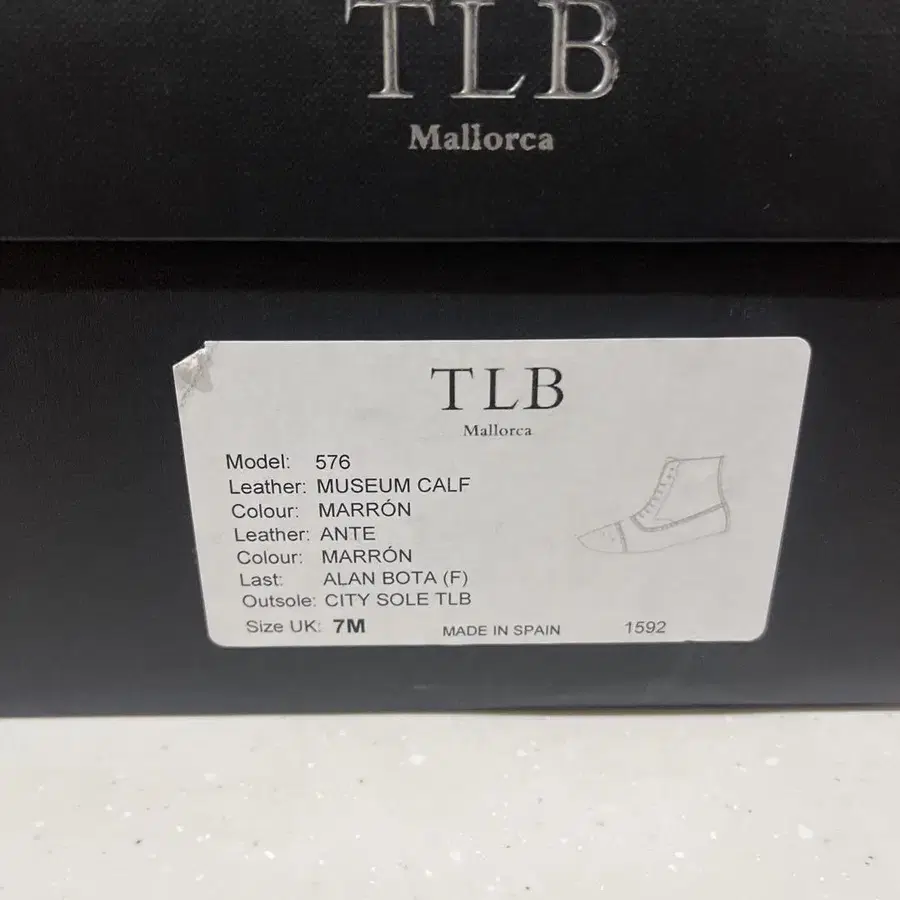 TLB
Mallorca
TLB
Mallorca
Model: 576
Leather: MUSEUM CALF
Colour: MARRÓN
Leather: ANTE
Colour: MARRÓN
Last: ALAN BOTA (F)
Outsole: CITY SOLE TLB
Size UK: 7M MADE IN SPAIN 1592